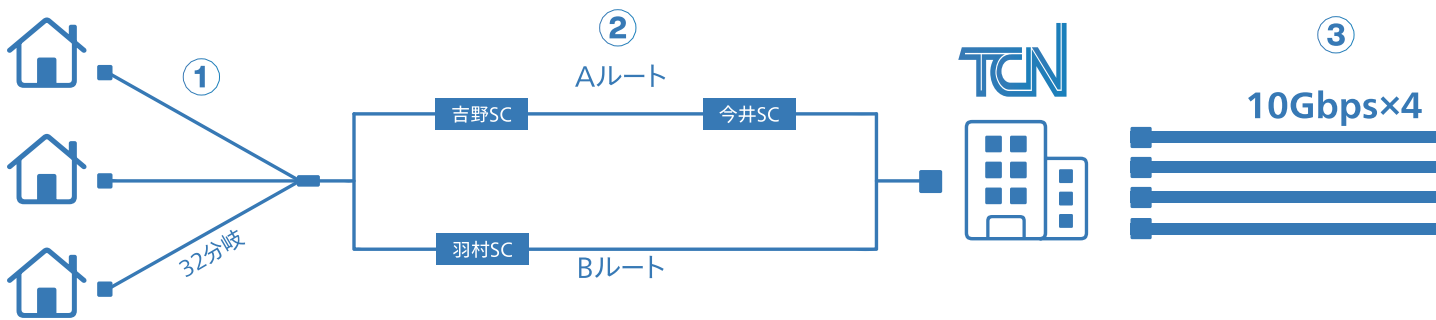 ①
32分岐
②
Aルート
吉野SC
今井SC
羽村SC
Bルート
TCN
③
10Gbps×4